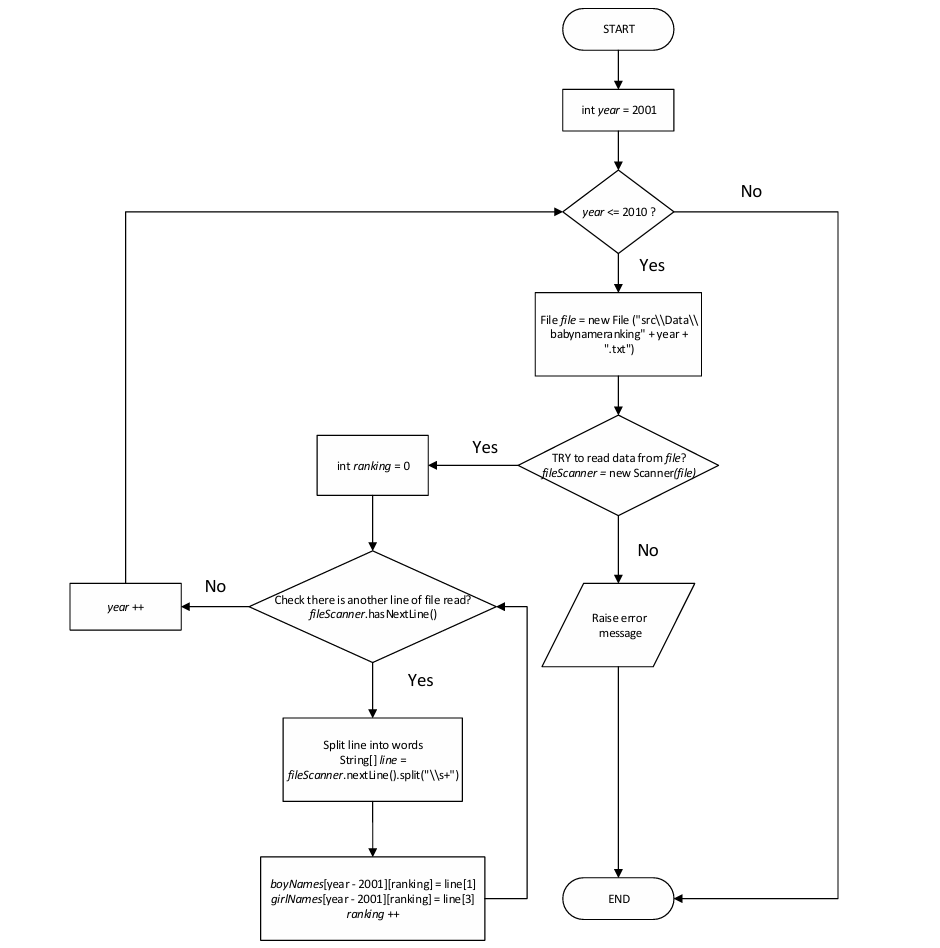 START
int year = 2001
No
year <= 2010 ?
Yes
File file = new File ("src\\Data\\
babynameranking" + year +
".txt")
Yes
TRY to read data from file?
fileScanner = new Scanner(file)
int ranking = 0
No
No
Check there is another line of file read?
fileScanner.hasNextLine()
year ++
Raise error
message
Yes
Split line into words
String[] line =
fileScanner.nextLine().split("\\s+")
boyNames[year - 2001][ranking] = line[1]
girlNames[year - 2001][ranking] = line[3]
ranking ++
END